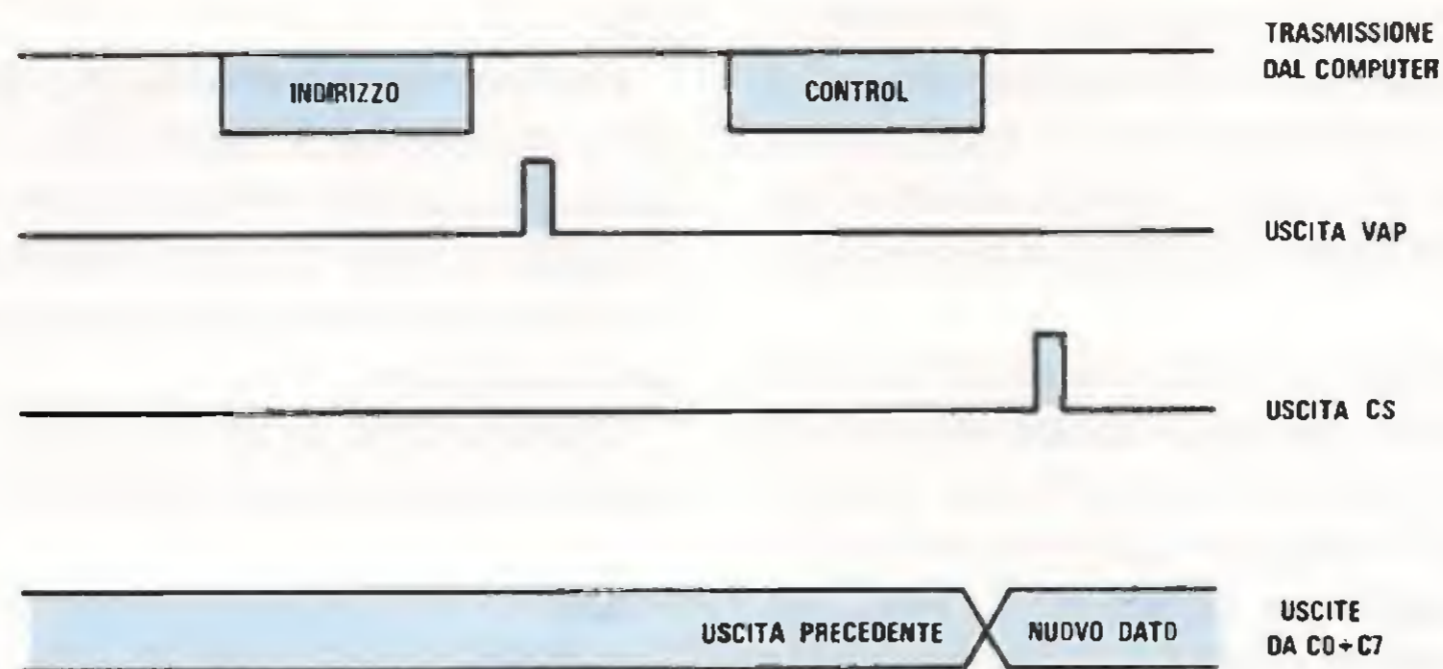 TRASMISSIONE
DAL COMPUTER
INDIRIZZO
CONTROL
USCITA VAP
USCITA CS
USCITA PRECEDENTE
NUOVO DATO
USCITE
DA C0÷C7